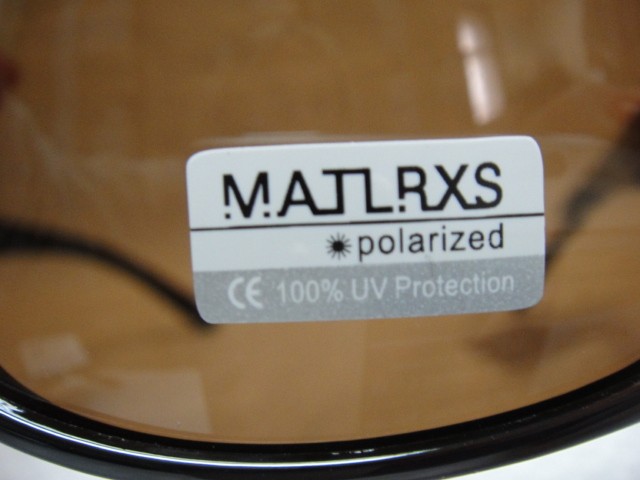 MATLRXS
polarized
CE 100% UV Protection